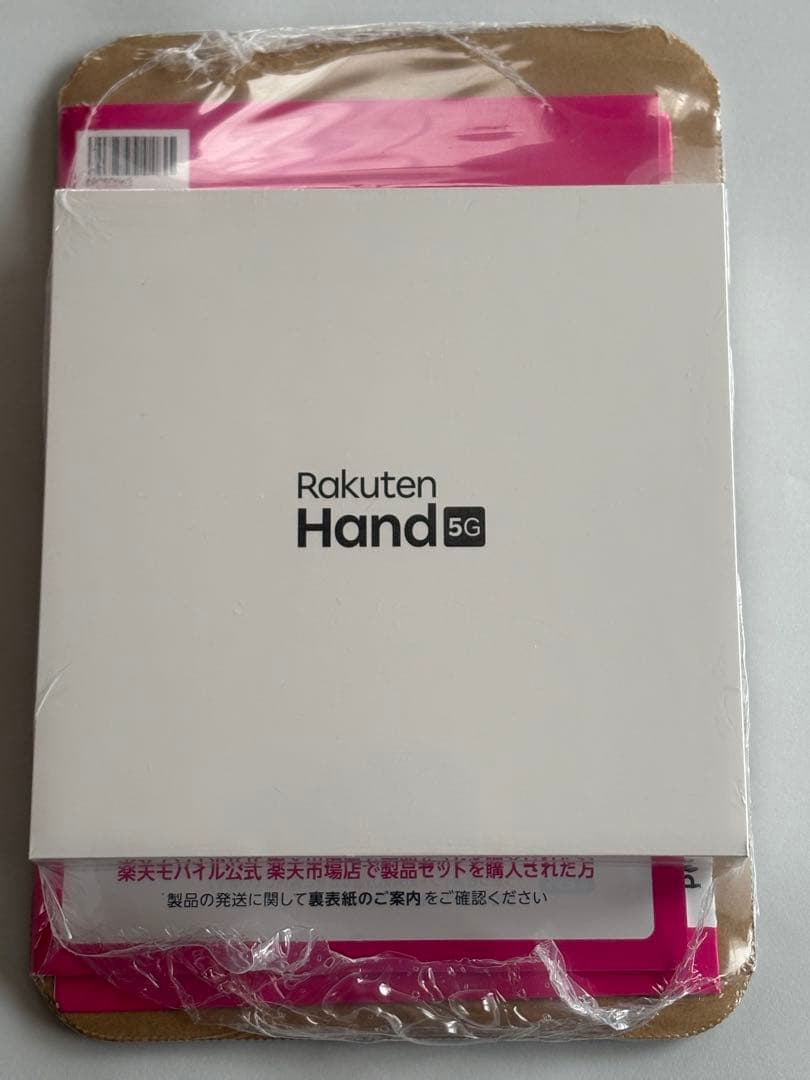 Rakuten
Hand 5G
楽天モバイル公式 楽天市場店で製品セットを購入された方
製品の発送に関して裏表紙のご案内をご確認ください